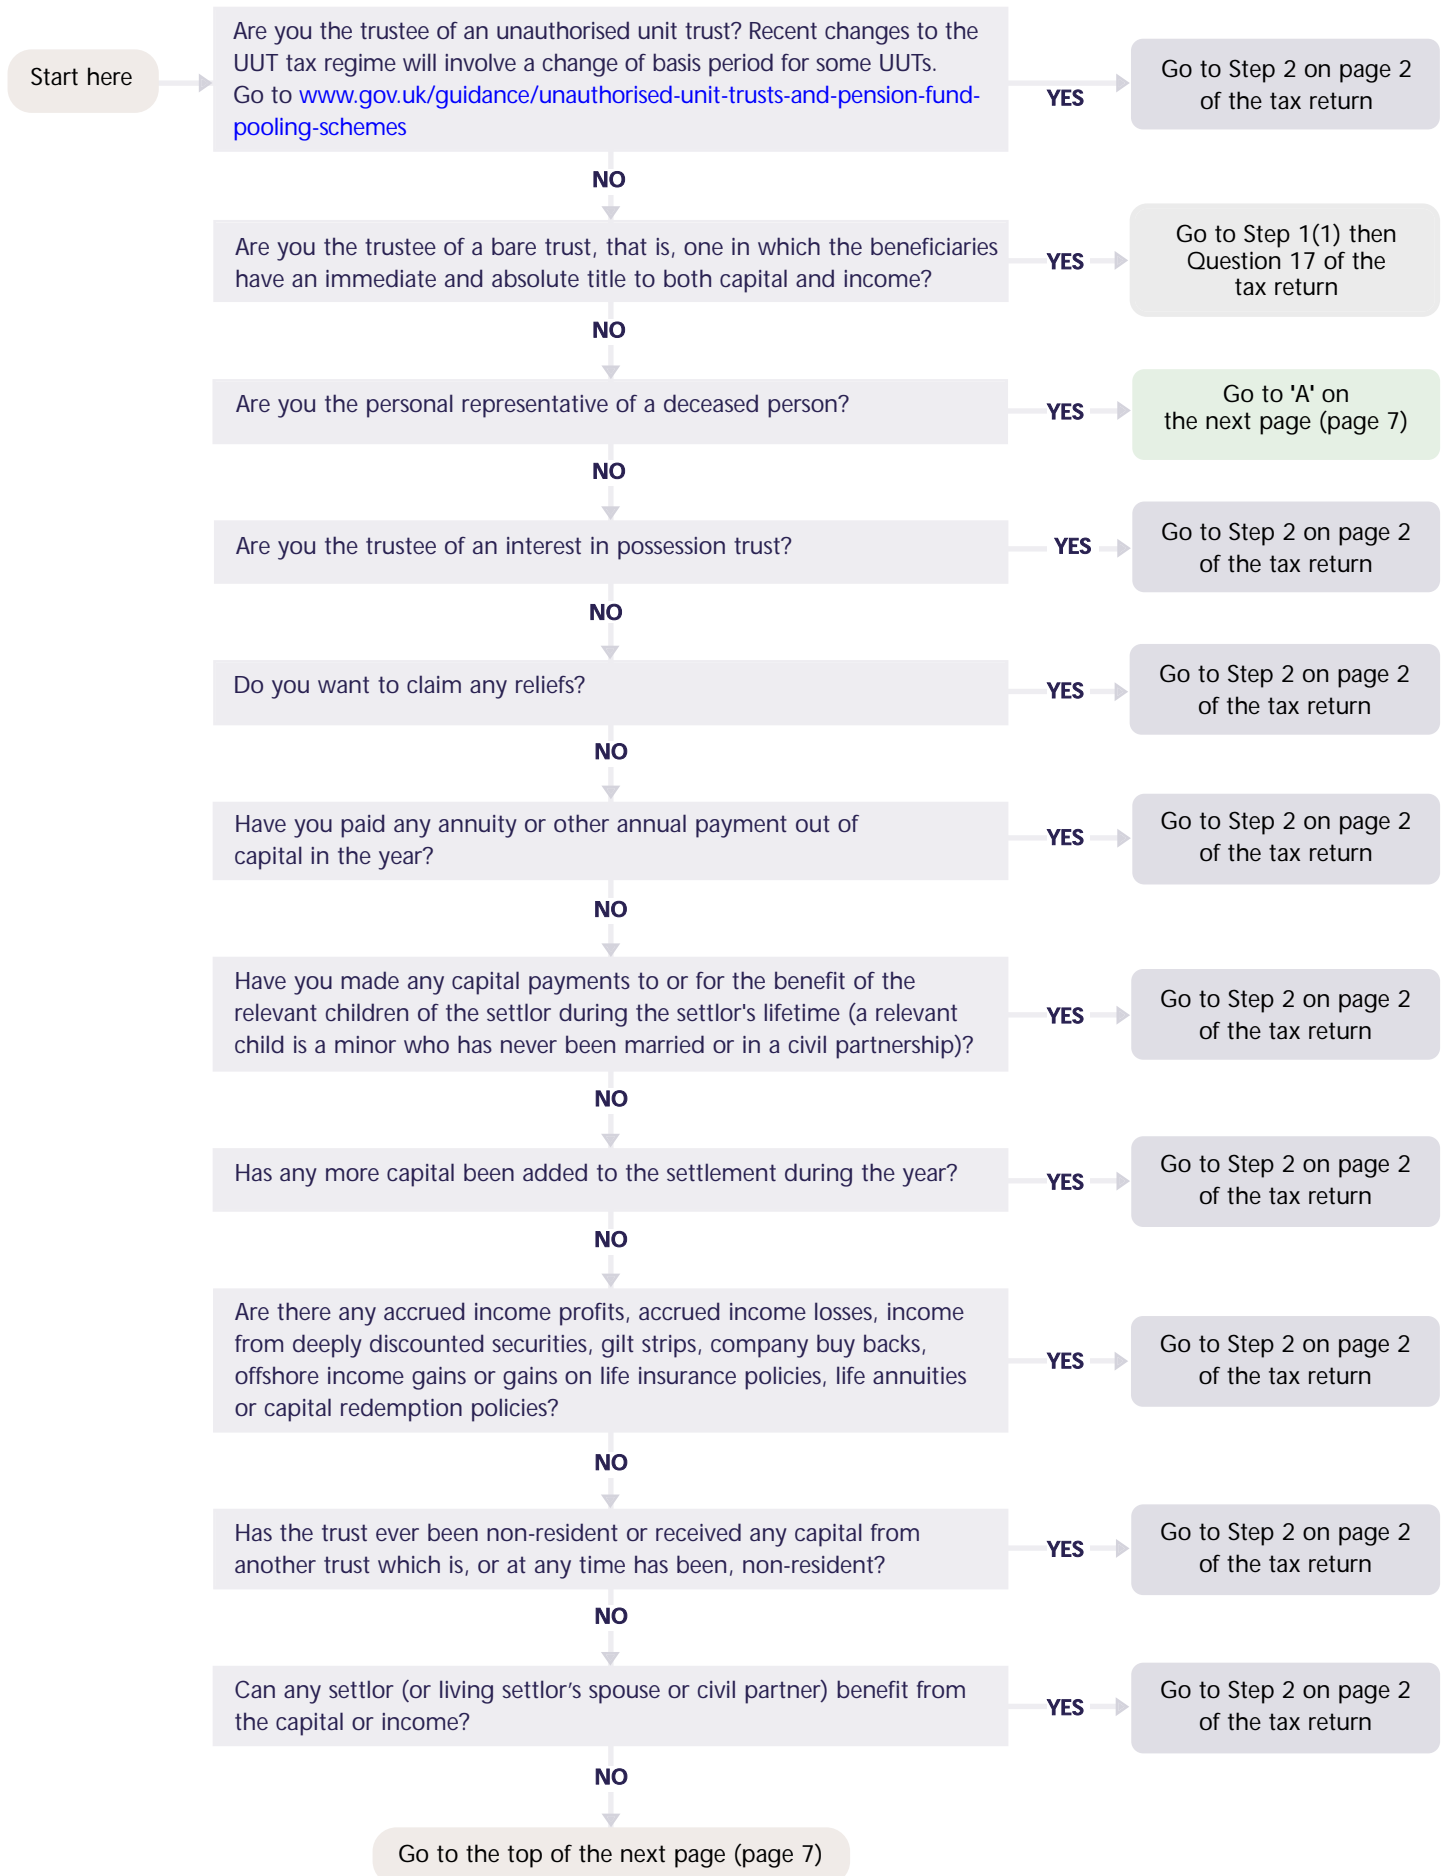 Start here
Are you the trustee of an unauthorised unit trust? Recent changes to the
UUT tax regime will involve a change of basis period for some UUTs.
Go to www.gov.uk/guidance/unauthorised-unit-trusts-and-pension-fund-
pooling-schemes
YES
Go to Step 2 on page 2
of the tax return
NO
Are you the trustee of a bare trust, that is, one in which the beneficiaries
have an immediate and absolute title to both capital and income?
YES
Go to Step 1(1) then
Question 17 of the
tax return
NO
Are you the personal representative of a deceased person?
YES
Go to 'A' on
the next page (page 7)
NO
Are you the trustee of an interest in possession trust?
YES
Go to Step 2 on page 2
of the tax return
NO
Do you want to claim any reliefs?
YES
Go to Step 2 on page 2
of the tax return
NO
Have you paid any annuity or other annual payment out of
capital in the year?
YES
Go to Step 2 on page 2
of the tax return
NO
Have you made any capital payments to or for the benefit of the
relevant children of the settlor during the settlor's lifetime (a relevant
child is a minor who has never been married or in a civil partnership)?
YES
Go to Step 2 on page 2
of the tax return
NO
Has any more capital been added to the settlement during the year?
YES
Go to Step 2 on page 2
of the tax return
NO
Are there any accrued income profits, accrued income losses, income
from deeply discounted securities, gilt strips, company buy backs,
offshore income gains or gains on life insurance policies, life annuities
or capital redemption policies?
YES
Go to Step 2 on page 2
of the tax return
NO
Has the trust ever been non-resident or received any capital from
another trust which is, or at any time has been, non-resident?
YES
Go to Step 2 on page 2
of the tax return
NO
Can any settlor (or living settlor’s spouse or civil partner) benefit from
the capital or income?
YES
Go to Step 2 on page 2
of the tax return
NO
Go to the top of the next page (page 7)